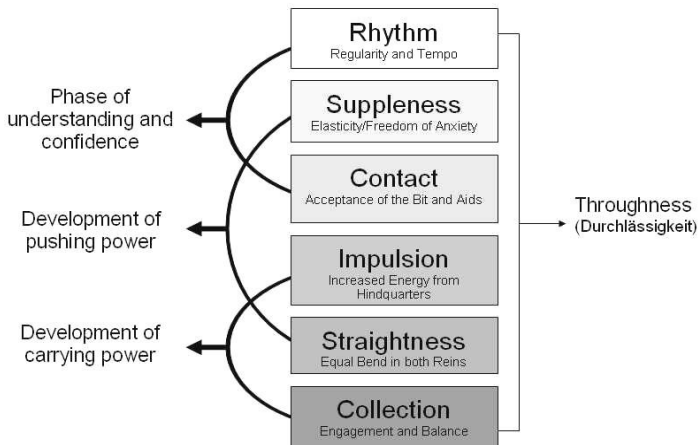 Rhythm
Regularity and Tempo
Suppleness
Elasticity/Freedom of Anxiety
Contact
Acceptance of the Bit and Aids
Impulsion
Increased Energy from
Hindquarters
Straightness
Equal Bend in both Reins
Collection
Engagement and Balance
Phase of
understanding and
confidence
Development of
pushing power
Development of
carrying power
Throughness
(Durchlässigkeit)